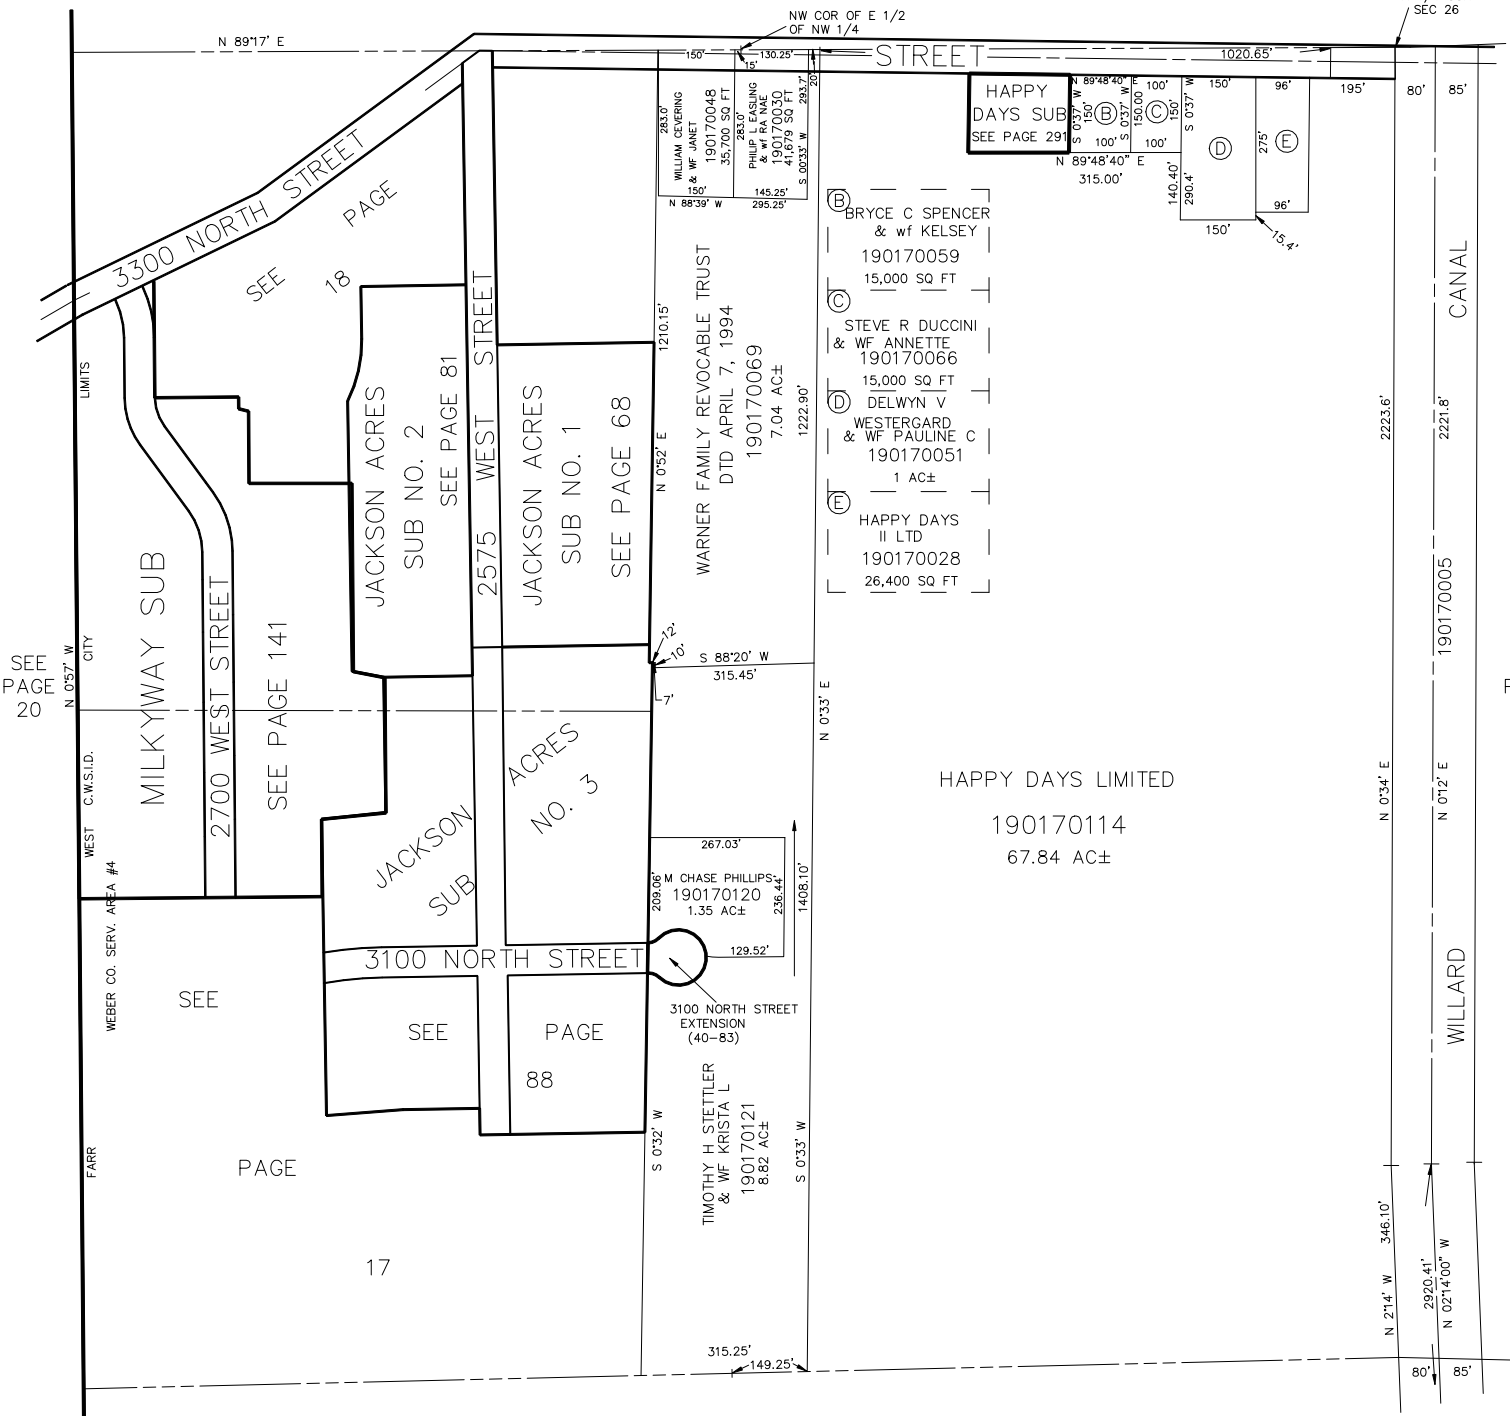 NW COR OF E 1/2
OF NW 1/4
SEC 26
N 89°17' E
STREET
150'
15'
130.25'
20'
1020.65'
195'
80'
85'
283.0'
WILLIAM CEVERING
& WF JANET
190170048
35,700 SQ FT
283.0'
PHILIP L EASLING
& wf RA NAE
190170030
41,679 SQ FT
293.7'
S 00°33' W
150'
145.25'
N 88°39' W
295.25'
HAPPY
DAYS SUB
SEE PAGE 291
N 89°48'40" E
S 0°37' W
150'
B
100'
S 0°37' W
150.00
100'
C
150'
100'
N 89°48'40" E
315.00'
S 0°37' W
140.40'
290.4'
150'
D
150'
96'
275'
E
96'
15.4'
3300 NORTH STREET
SEE
PAGE
18
B
BRYCE C SPENCER
& wf KELSEY
190170059
15,000 SQ FT
C
STEVE R DUCCINI
& WF ANNETTE
190170066
15,000 SQ FT
D
DELWYN V
WESTERGARD
& WF PAULINE C
190170051
1 AC±
E
HAPPY DAYS
II LTD
190170028
26,400 SQ FT
1210.15'
N 0°52' E
WARNER FAMILY REVOCABLE TRUST
DTD APRIL 7, 1994
190170069
7.04 AC±
1222.90'
JACKSON ACRES
SUB NO. 2
SEE PAGE 81
2575 WEST STREET
JACKSON ACRES
SUB NO. 1
SEE PAGE 68
LIMITS
CITY
C.W.S.I.D.
WEST
WEBER CO. SERV. AREA #4
FARR
SEE
PAGE
20
N 0°57' W
MILKYWAY SUB
2700 WEST STREET
SEE PAGE 141
12'
10'
7'
S 88°20' W
315.45'
N 0°33' E
JACKSON ACRES
SUB NO. 3
HAPPY DAYS LIMITED
190170114
67.84 AC±
2223.6'
N 0°34' E
2221.8'
N 0°12' E
190170005
WILLARD CANAL
267.03'
209.06'
M CHASE PHILLIPS
190170120
1.35 AC±
236.44'
129.52'
1408.10'
3100 NORTH STREET
3100 NORTH STREET
EXTENSION
(40-83)
SEE
PAGE
88
SEE
PAGE
17
S 0°32' W
TIMOTHY H STETTLER
& WF KRISTA L
190170121
8.82 AC±
S 0°33' W
346.10'
N 2°14' W
2920.41'
N 02°14'00" W
315.25'
149.25'
80'
85'